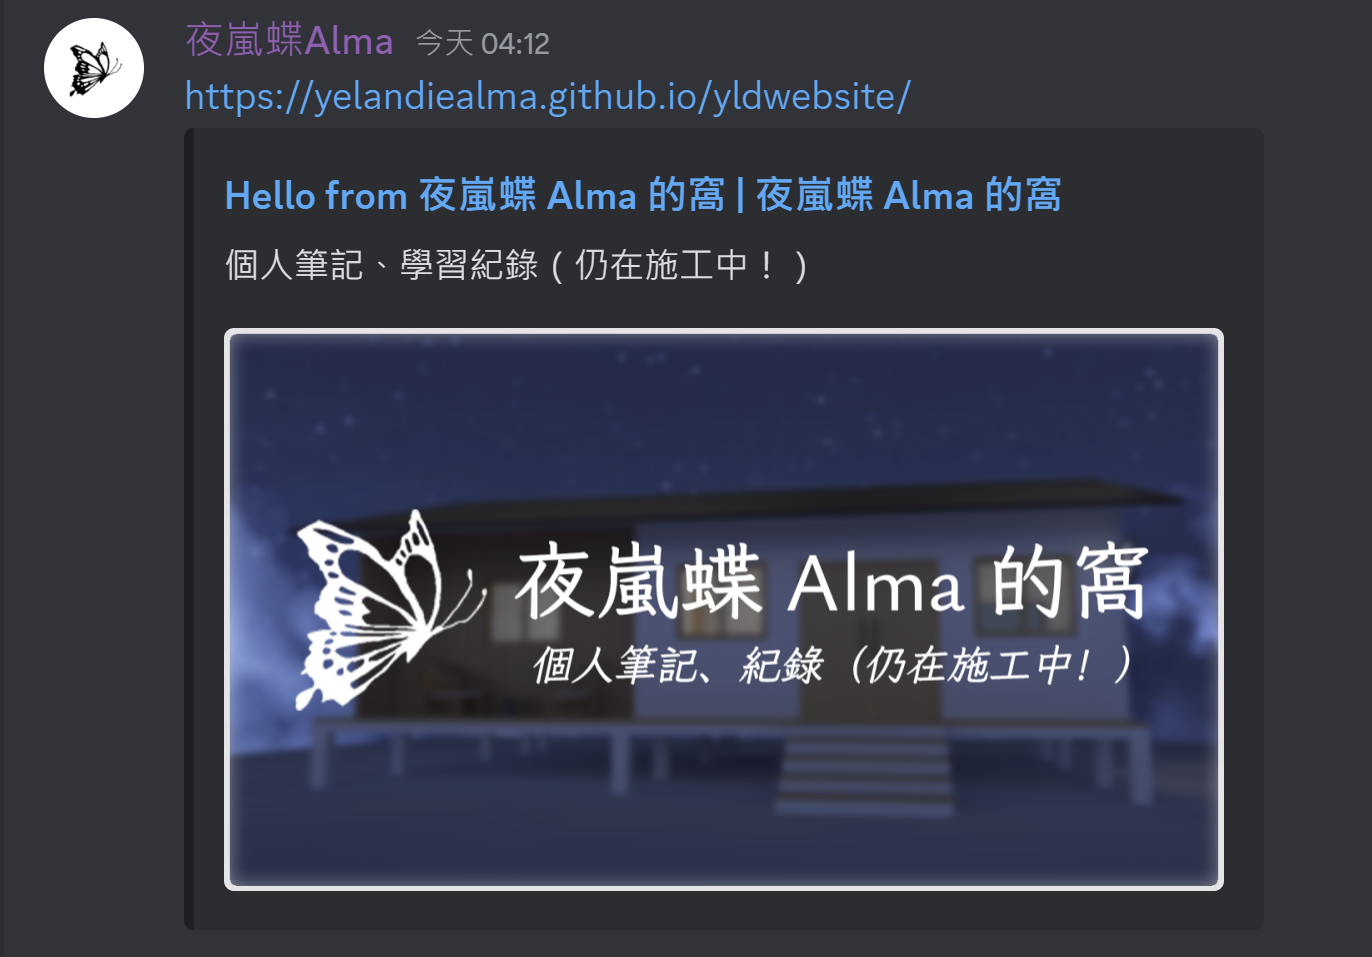 夜嵐蝶Alma 今天 04:12
https://yelandiealma.github.io/yldwebsite/
Hello from 夜嵐蝶 Alma 的窩 | 夜嵐蝶 Alma 的窩
個人筆記、學習紀錄（仍在施工中！）
夜嵐蝶 Alma 的窩
個人筆記、紀錄（仍在施工中！）